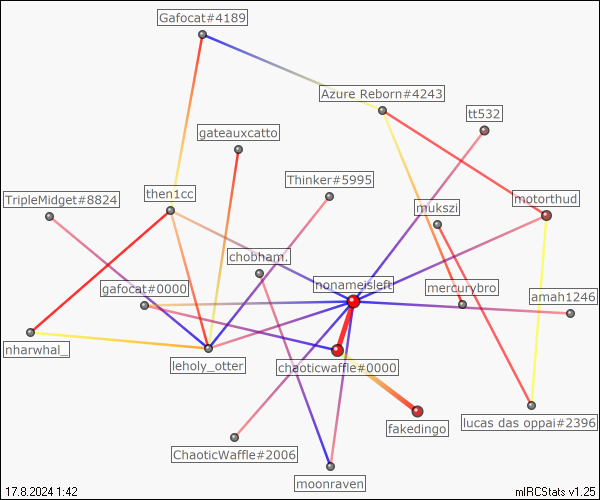 Gafocat#4189
Azure Reborn#4243
tt532
gateauxcatto
Thinker#5995
TripleMidget#8824
then1cc
mukszi
motorthud
chobham.
nonameisleft
gafocat#0000
mercurybro
amah1246
nharwhal_
leholy_otter
chaoticwaffle#0000
fakedingo
lucas das oppai#2396
ChaoticWaffle#2006
moonraven
17.8.2024 1:42
mIRCStats v1.25